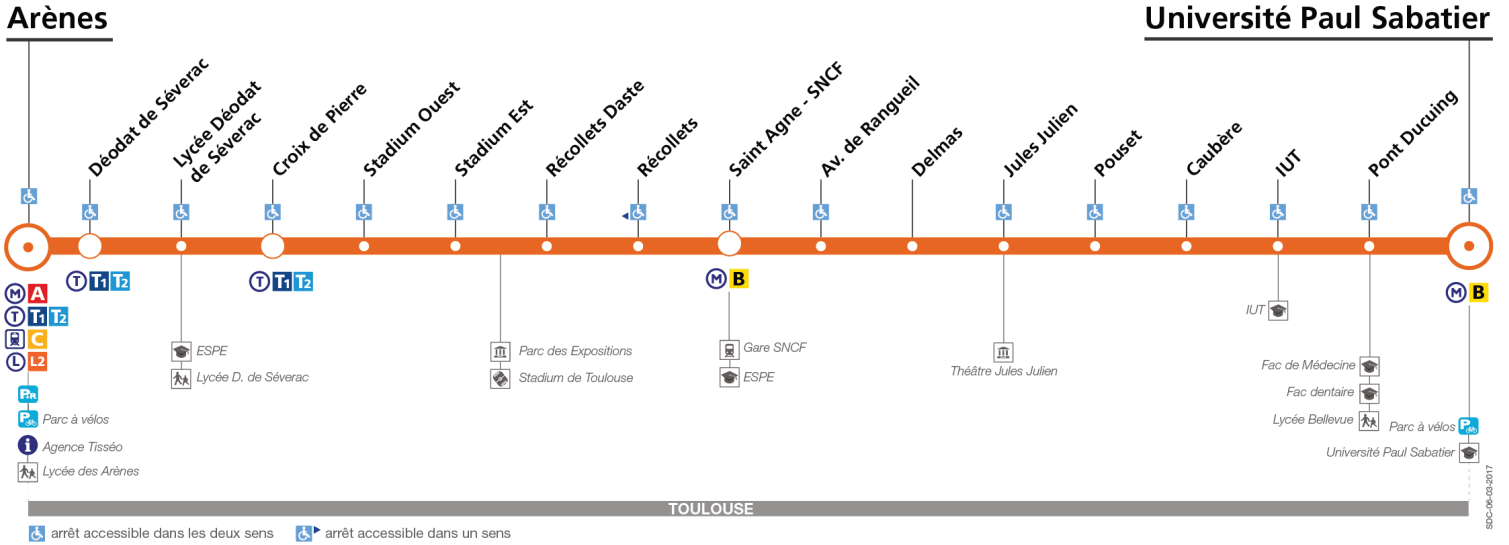 Arènes
Université Paul Sabatier
Déodat de Séverac
Lycée Déodat
de Séverac
Croix de Pierre
Stadium Ouest
Stadium Est
Récollets Daste
Récollets
Saint Agne - SNCF
Av. de Rangueil
Delmas
Jules Julien
Pouset
Caubère
IUT
Pont Ducuing
M A
T T1 T2
C
L L2
PR
P Parc à vélos
i Agence Tisséo
Lycée des Arènes
T T1 T2
ESPE
Lycée D. de Séverac
T T1 T2
Parc des Expositions
Stadium de Toulouse
M B
Gare SNCF
ESPE
Théâtre Jules Julien
IUT
Fac de Médecine
Fac dentaire
Lycée Bellevue
M B
Parc à vélos P
Université Paul Sabatier
TOULOUSE
arrêt accessible dans les deux sens
arrêt accessible dans un sens
SDC-06-03-2017